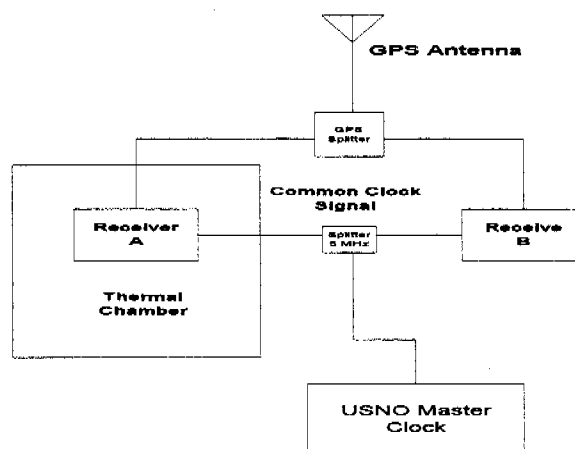 GPS Antenna
GPS
Splitter
Common Clock
Signal
Receiver
A
Splitter
5 MHz
Receive
B
Thermal
Chamber
USNO Master
Clock